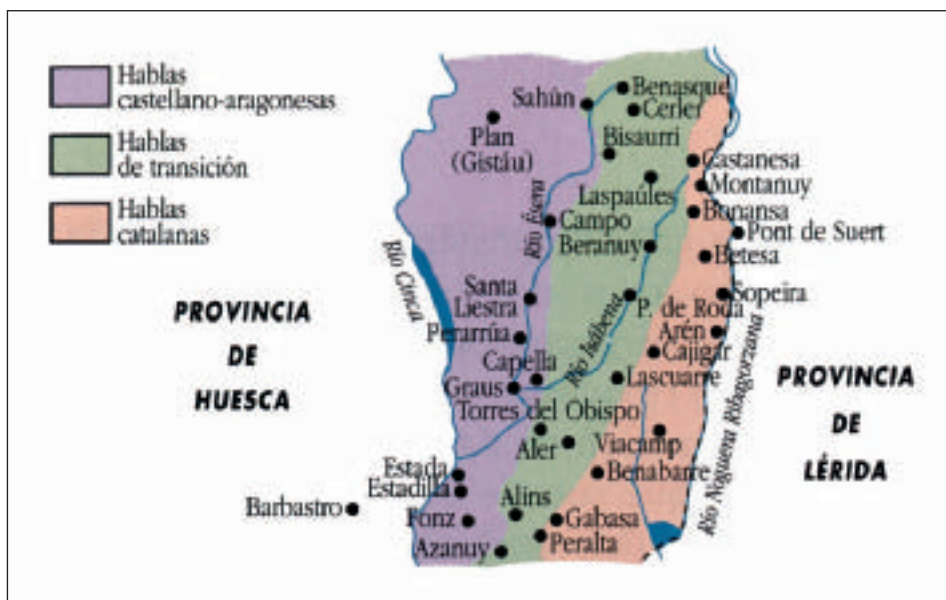 Hablas
castellano-aragonesas
Hablas
de transición
Hablas
catalanas
PROVINCIA
DE
HUESCA
PROVINCIA
DE
LÉRIDA
Río Cinca
Río Ésera
Río Isábena
Río Noguera Ribagorzana
Sahún
Benasque
Cerler
Plan
(Gistáu)
Bisaurri
Castanesa
Laspaúles
Montanuy
Campo
Bonansa
Beranuy
Pont de Suert
Betesa
Santa
Liestra
Sopeira
P. de Roda
Perarrúa
Arén
Cajigar
Capella
Graus
Lascuarre
Torres del Obispo
Aler
Viacamp
Estada
Benabarre
Estadilla
Barbastro
Alins
Fonz
Gabasa
Azanuy
Peralta